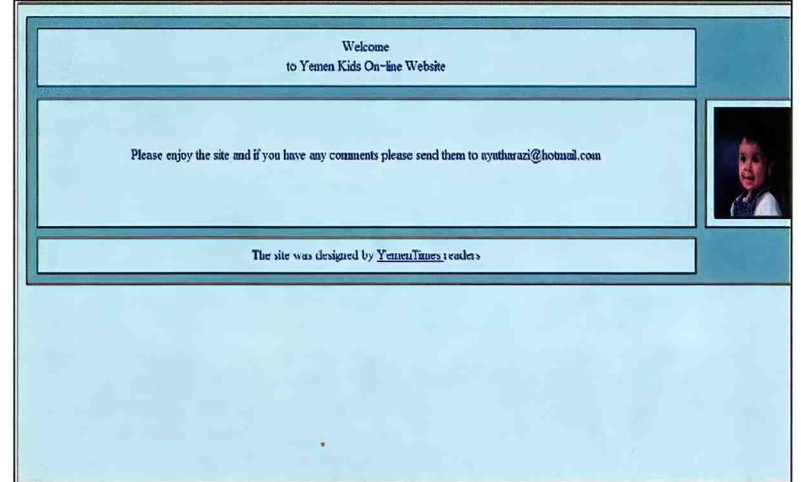 Welcome
to Yemen Kids On-line Website
Please enjoy the site and if you have any comments please send them to ayatharazi@hotmail.com
The site was designed by YemenTimes readers